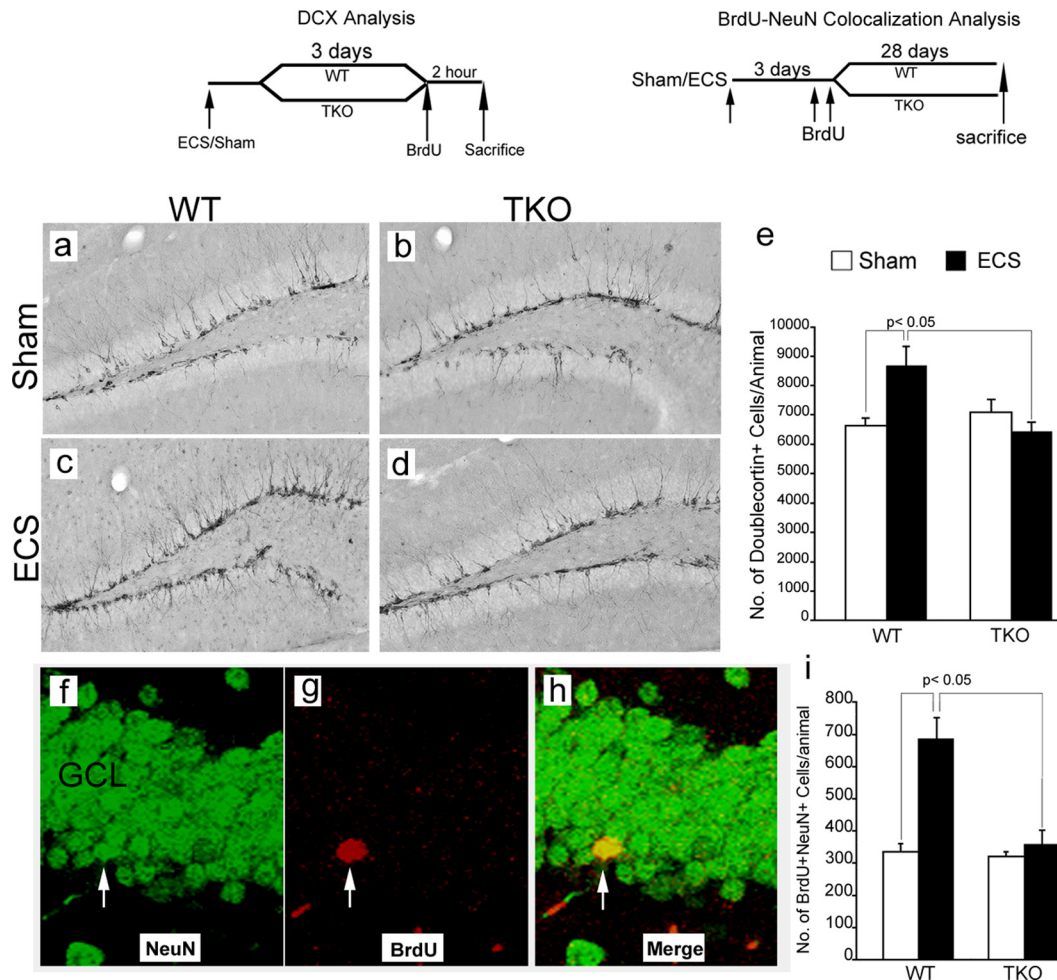 DCX Analysis
3 days
WT
TKO
2 hour
ECS/Sham
BrdU
Sacrifice
BrdU-NeuN Colocalization Analysis
28 days
Sham/ECS
3 days
WT
TKO
BrdU
sacrifice
WT
TKO
Sham
ECS
a
b
c
d
e
Sham
ECS
p< 0.05
10000
9000
8000
7000
6000
5000
4000
3000
2000
1000
0
No. of Doublecortin+ Cells/Animal
WT
TKO
f
GCL
NeuN
g
BrdU
h
Merge
i
p< 0.05
800
700
600
500
400
300
200
100
0
No. of BrdU+NeuN+ Cells/animal
WT
TKO